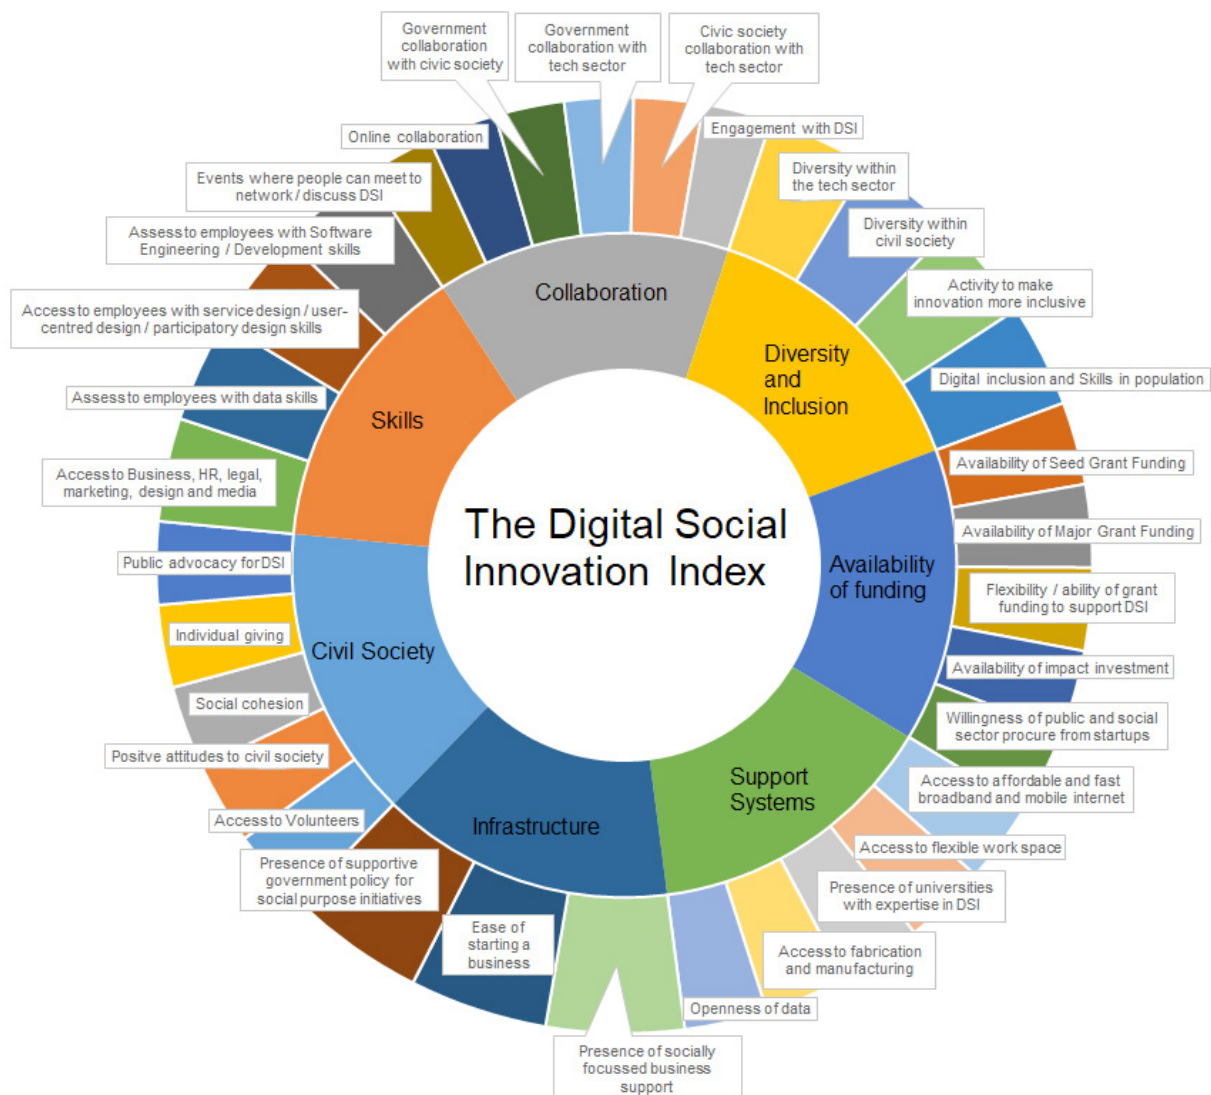 Government
collaboration
with civic society
Government
collaboration with
tech sector
Civic society
collaboration with
tech sector
Online collaboration
Engagement with DSI
Events where people can meet to
network / discuss DSI
Diversity within
the tech sector
Assess to employees with Software
Engineering / Development skills
Diversity within
civil society
Activity to make
innovation more inclusive
Access to employees with service design / user-
centred design / participatory design skills
Digital inclusion and Skills in population
Assess to employees with data skills
Availability of Seed Grant Funding
Access to Business, HR, legal,
marketing, design and media
Availability of Major Grant Funding
Public advocacy for DSI
Flexibility / ability of grant
funding to support DSI
Individual giving
Availability of impact investment
Social cohesion
Willingness of public and social
sector procure from startups
Positve attitudes to civil society
Access to affordable and fast
broadband and mobile internet
Access to Volunteers
Access to flexible work space
Presence of supportive
government policy for
social purpose initiatives
Presence of universities
with expertise in DSI
Ease of
starting a
business
Access to fabrication
and manufacturing
Openness of data
Presence of socially
focussed business
support
Collaboration
Diversity
and
Inclusion
Skills
Availability
of funding
Civil Society
Support
Systems
Infrastructure
The Digital Social
Innovation Index